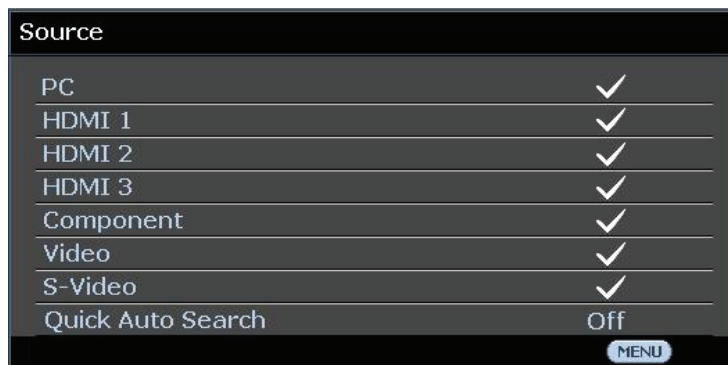 Source
PC
HDMI 1
HDMI 2
HDMI 3
Component
Video
S-Video
Quick Auto Search Off
MENU